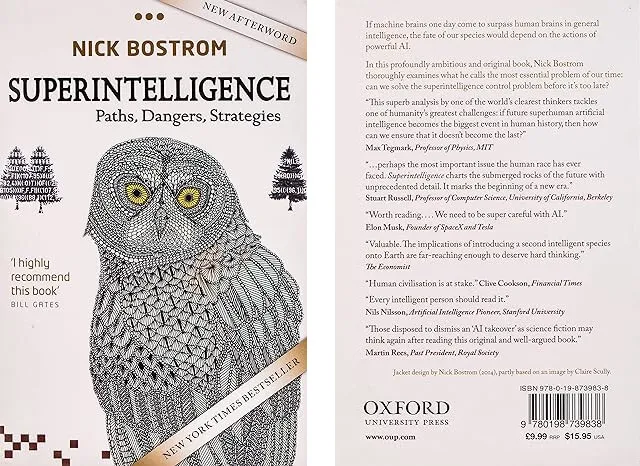 NEW AFTERWORD
NICK BOSTROM
SUPERINTELLIGENCE
Paths, Dangers, Strategies
'I highly
recommend
this book'
BILL GATES
NEW YORK TIMES BESTSELLER
If machine brains one day come to surpass human brains in general
intelligence, the fate of our species would depend on the actions of
powerful AI.
In this profoundly ambitious and original book, Nick Bostrom
thoroughly examines what he calls the most essential problem of our time:
can we solve the superintelligence control problem before it's too late?
"This superb analysis by one of the world's clearest thinkers tackles
one of humanity's greatest challenges: if future superhuman artificial
intelligence becomes the biggest event in human history, then how
can we ensure that it doesn't become the last?"
Max Tegmark, Professor of Physics, MIT
"…perhaps the most important issue the human race has ever
faced. Superintelligence charts the submerged rocks of the future with
unprecedented detail. It marks the beginning of a new era."
Stuart Russell, Professor of Computer Science, University of California, Berkeley
"Worth reading.… We need to be super careful with AI."
Elon Musk, Founder of SpaceX and Tesla
"Valuable. The implications of introducing a second intelligent species
onto Earth are far-reaching enough to deserve hard thinking."
The Economist
"Human civilisation is at stake." Clive Cookson, Financial Times
"Every intelligent person should read it."
Nils Nilsson, Artificial Intelligence Pioneer, Stanford University
"Those disposed to dismiss an 'AI takeover' as science fiction may
think again after reading this original and well-argued book."
Martin Rees, Past President, Royal Society
Jacket design by Nick Bostrom (2014), partly based on an image by Claire Scully.
OXFORD
UNIVERSITY PRESS
www.oup.com
ISBN 978-0-19-873983-8
9 780198 739838
£9.99 RRP $15.95 USA